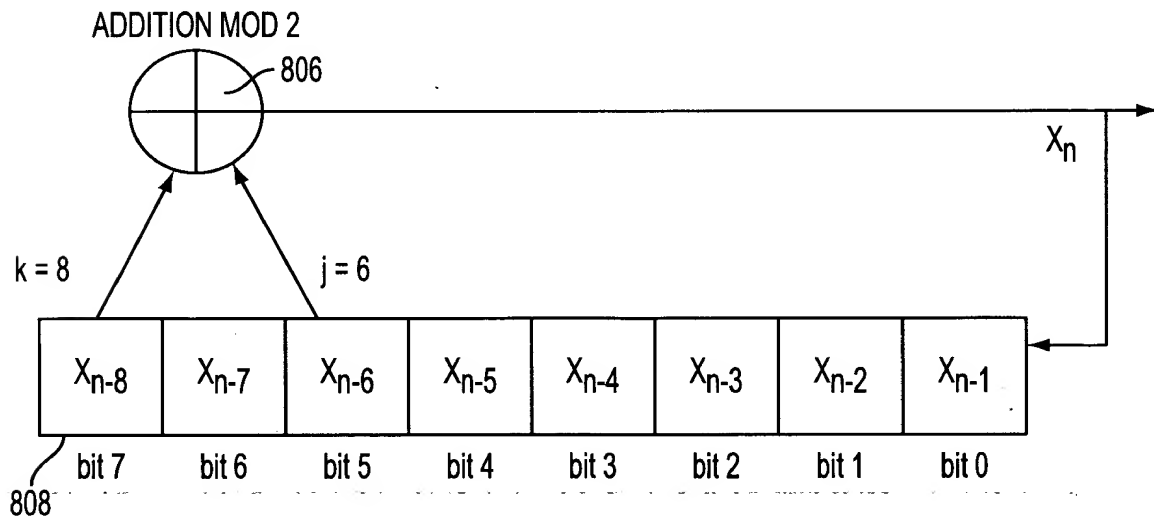 ADDITION MOD 2
806
Xn
k = 8
j = 6
Xn-8 Xn-7 Xn-6 Xn-5 Xn-4 Xn-3 Xn-2 Xn-1
bit 7 bit 6 bit 5 bit 4 bit 3 bit 2 bit 1 bit 0
808